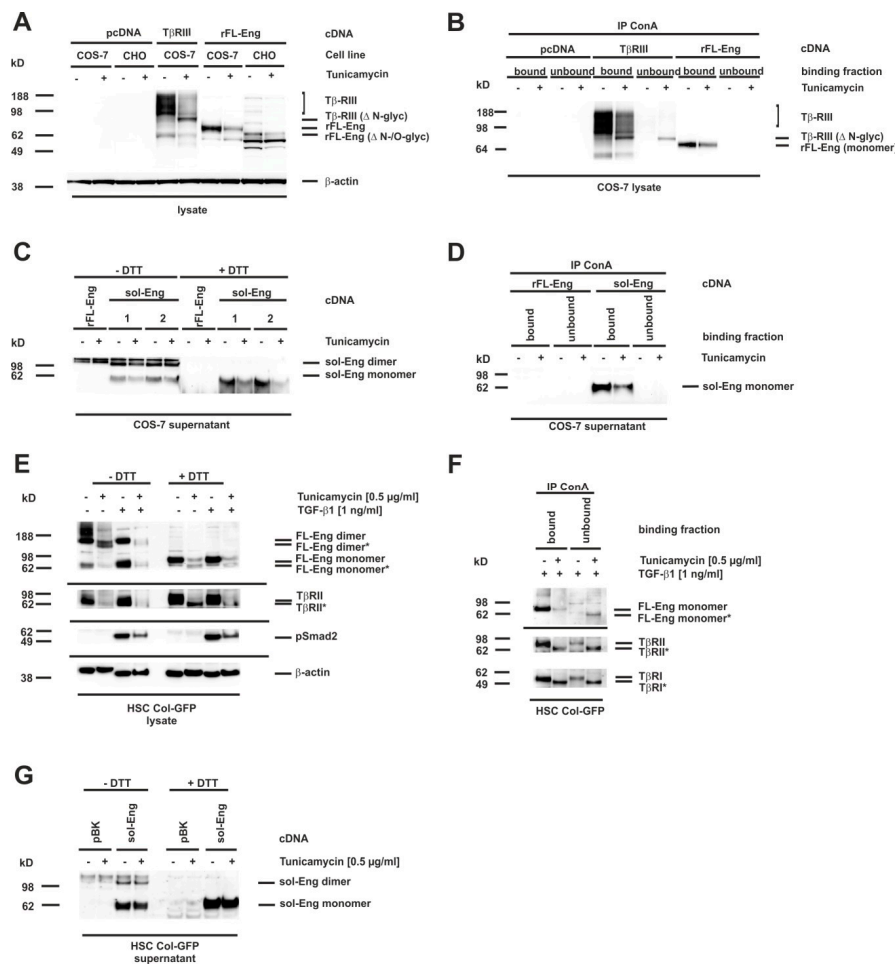 A
pcDNA TβRIII rFL-Eng cDNA
COS-7 CHO COS-7 COS-7 CHO Cell line
kD
- + - + - + - + - + Tunicamycin
188
98
62
49
38
Tβ-RIII
Tβ-RIII (Δ N-glyc)
rFL-Eng
rFL-Eng (Δ N-/O-glyc)
β-actin
lysate
B
IP ConA
pcDNA TβRIII rFL-Eng cDNA
bound unbound bound unbound bound unbound binding fraction
kD
- + - + - + - + - + - + Tunicamycin
188
98
64
Tβ-RIII
Tβ-RIII (Δ N-glyc)
rFL-Eng (monomer)
COS-7 lysate
C
- DTT + DTT
rFL-Eng sol-Eng rFL-Eng sol-Eng cDNA
1 2 1 2
kD
- + - + - + - + - + - + Tunicamycin
98
62
sol-Eng dimer
sol-Eng monomer
COS-7 supernatant
D
IP ConA
rFL-Eng sol-Eng cDNA
bound unbound bound unbound binding fraction
kD
- + - + - + - + Tunicamycin
98
62
sol-Eng monomer
COS-7 supernatant
E
- DTT + DTT
kD
- + - + - + - + Tunicamycin [0.5 µg/ml]
- - + + - - + + TGF-β1 [1 ng/ml]
188
98
62
FL-Eng dimer
FL-Eng dimer*
FL-Eng monomer
FL-Eng monomer*
98
62
TβRII
TβRII*
62
49
pSmad2
38
β-actin
HSC Col-GFP
lysate
F
IP ConA
bound unbound binding fraction
kD
- + - + Tunicamycin [0.5 µg/ml]
+ + + + TGF-β1 [1 ng/ml]
98
62
FL-Eng monomer
FL-Eng monomer*
98
62
TβRII
TβRII*
62
49
TβRI
TβRI*
HSC Col-GFP
G
- DTT + DTT
pBK sol-Eng pBK sol-Eng cDNA
kD
- + - + - + - + Tunicamycin [0.5 µg/ml]
98
62
sol-Eng dimer
sol-Eng monomer
HSC Col-GFP
supernatant